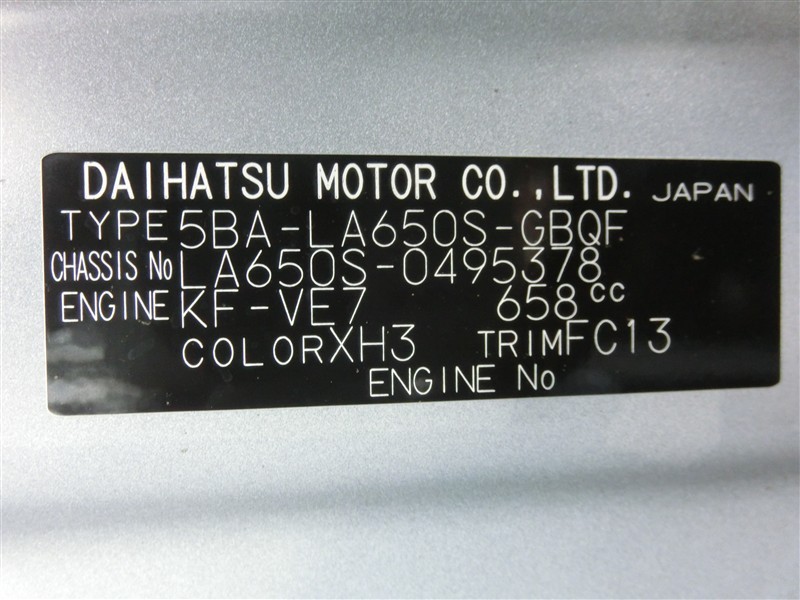 DAIHATSU MOTOR CO.,LTD. JAPAN
TYPE 5BA-LA650S-GBQF
CHASSIS No LA650S-0495378
ENGINE KF-VE7 658cc
COLOR XH3 TRIM FC13
ENGINE No